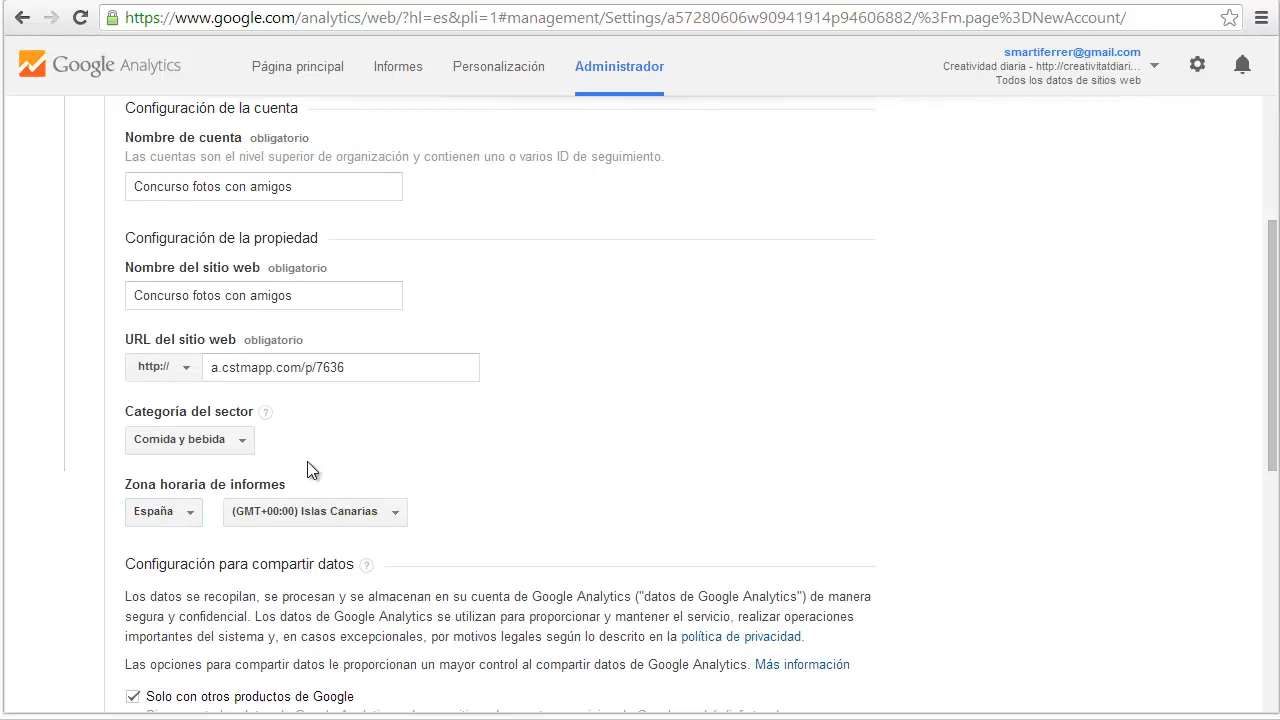 https://www.google.com/analytics/web/?hl=es&pli=1#management/Settings/a57280606w90941914p94606882/%3Fm.page%3DNewAccount/
Google Analytics
Página principal
Informes
Personalización
Administrador
smartiferrer@gmail.com
Creatividad diaria - http://creativitatdiari...
Todos los datos de sitios web
Configuración de la cuenta
Nombre de cuenta obligatorio
Las cuentas son el nivel superior de organización y contienen uno o varios ID de seguimiento.
Concurso fotos con amigos
Configuración de la propiedad
Nombre del sitio web obligatorio
Concurso fotos con amigos
URL del sitio web obligatorio
http:// a.cstmapp.com/p/7636
Categoría del sector ?
Comida y bebida
Zona horaria de informes
España (GMT+00:00) Islas Canarias
Configuración para compartir datos ?
Los datos se recopilan, se procesan y se almacenan en su cuenta de Google Analytics ("datos de Google Analytics") de manera
segura y confidencial. Los datos de Google Analytics se utilizan para proporcionar y mantener el servicio, realizar operaciones
importantes del sistema y, en casos excepcionales, por motivos legales según lo descrito en la política de privacidad.
Las opciones para compartir datos le proporcionan un mayor control al compartir datos de Google Analytics. Más información
Solo con otros productos de Google